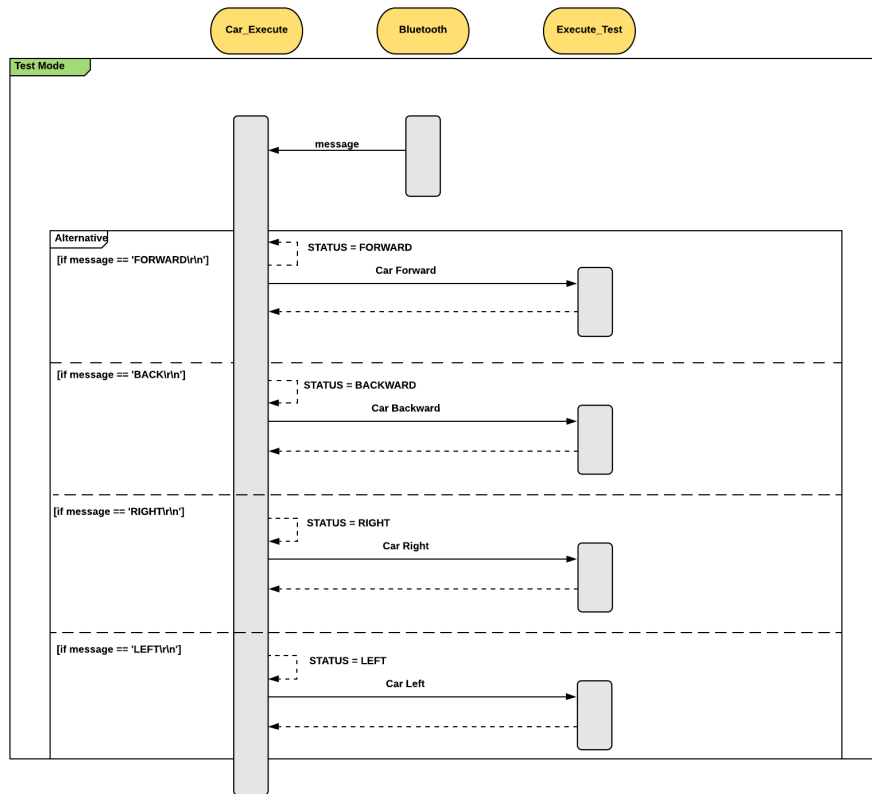 Car_Execute
Bluetooth
Execute_Test
Test Mode
message
Alternative
STATUS = FORWARD
[if message == 'FORWARD\r\n']
Car Forward
[if message == 'BACK\r\n']
STATUS = BACKWARD
Car Backward
[if message == 'RIGHT\r\n']
STATUS = RIGHT
Car Right
[if message == 'LEFT\r\n']
STATUS = LEFT
Car Left